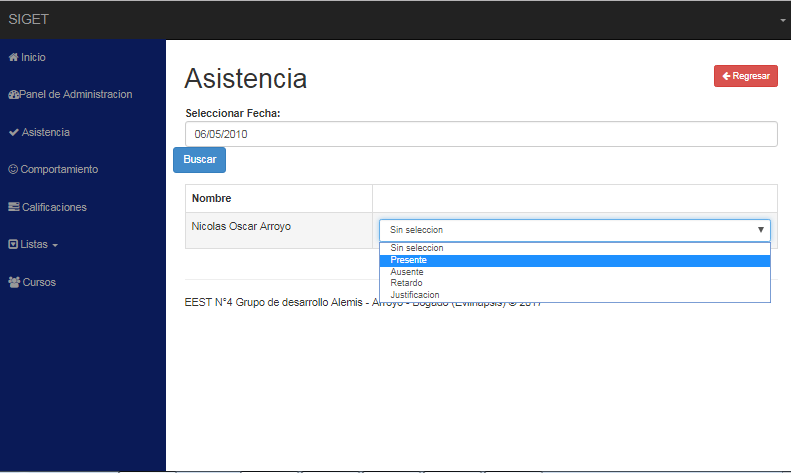 SIGET
Inicio
Panel de Administracion
Asistencia
Comportamiento
Calificaciones
Listas
Cursos
Asistencia
Regresar
Seleccionar Fecha:
06/05/2010
Buscar
Nombre
Nicolas Oscar Arroyo
Sin seleccion
Sin seleccion
Presente
Ausente
Retardo
Justificacion
EEST N°4 Grupo de desarrollo Alemis - Arroyo - Bogado (Evilnapsis) © 2017